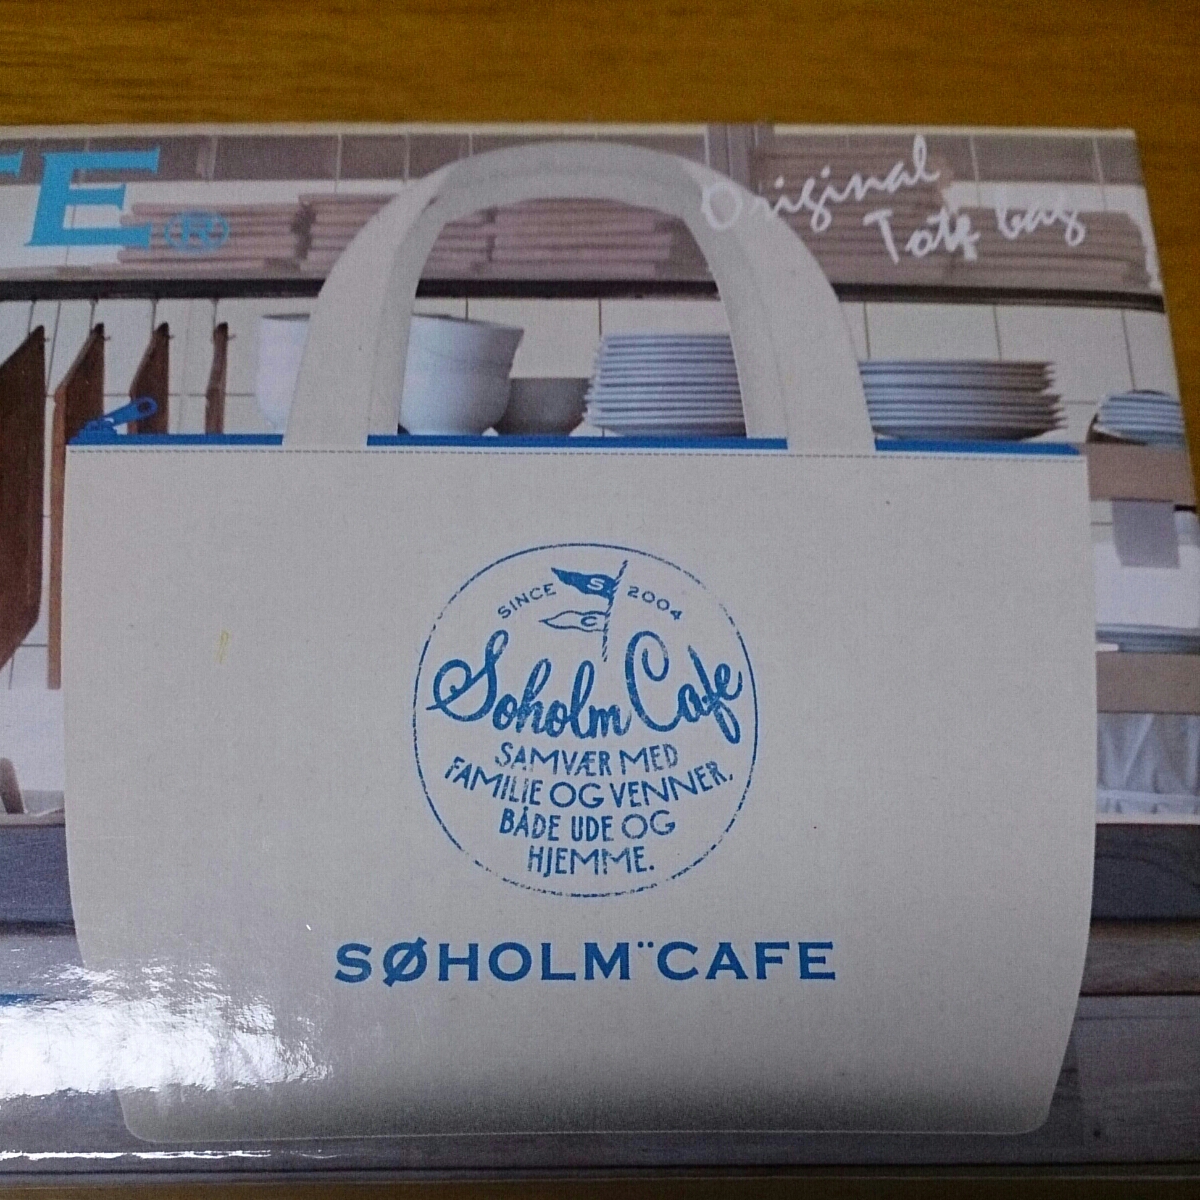 E®
Original
Tote bag
SINCE 2004
S
C
Soholm Cafe
SAMVÆR MED
FAMILIE OG VENNER.
BÅDE UDE OG
HJEMME.
SØHOLM¨CAFE